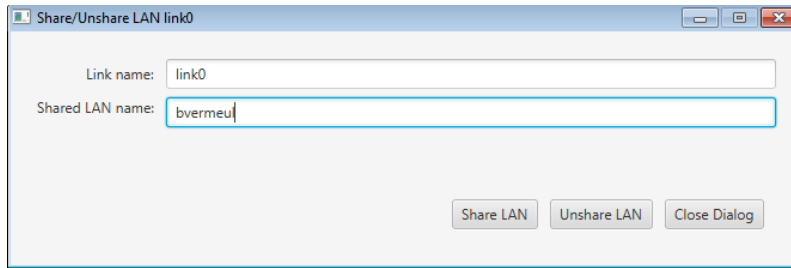 Share/Unshare LAN link0
Link name: link0
Shared LAN name: bvermeul
Share LAN Unshare LAN Close Dialog